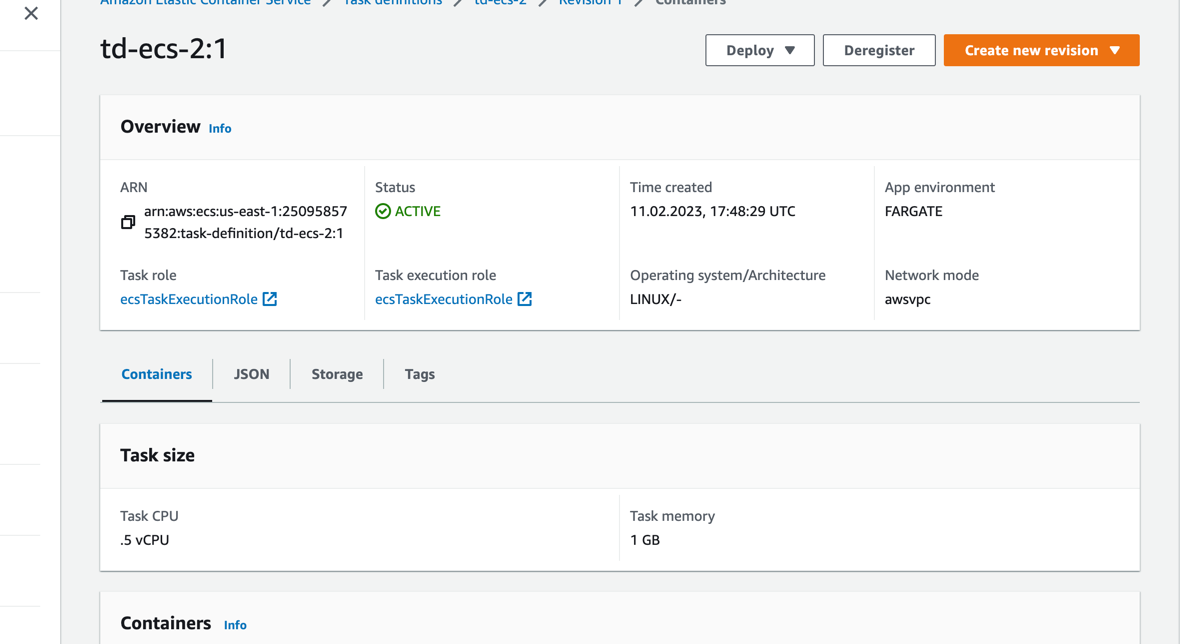 Amazon Elastic Container Service / Task definitions / td-ecs-2 / Revision 1 / Containers
td-ecs-2:1
Deploy ▼ Deregister Create new revision ▼
Overview Info
ARN
arn:aws:ecs:us-east-1:25095857
5382:task-definition/td-ecs-2:1
Status
ACTIVE
Time created
11.02.2023, 17:48:29 UTC
App environment
FARGATE
Task role
ecsTaskExecutionRole
Task execution role
ecsTaskExecutionRole
Operating system/Architecture
LINUX/-
Network mode
awsvpc
Containers JSON Storage Tags
Task size
Task CPU
.5 vCPU
Task memory
1 GB
Containers Info